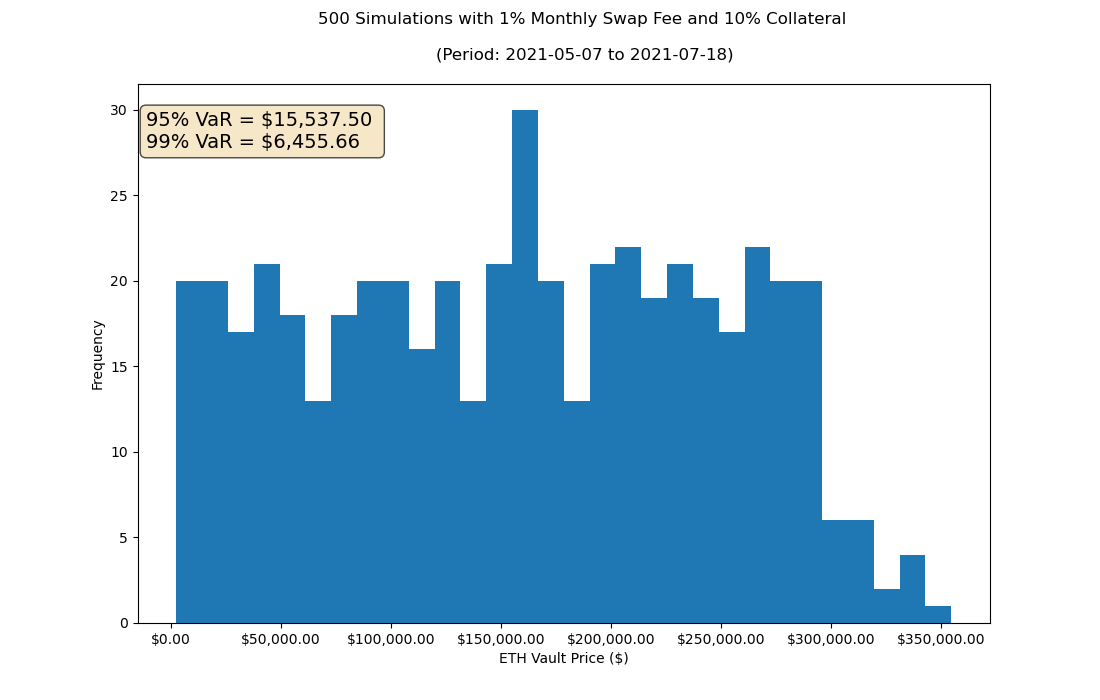 500 Simulations with 1% Monthly Swap Fee and 10% Collateral
(Period: 2021-05-07 to 2021-07-18)
95% VaR = $15,537.50
99% VaR = $6,455.66
30
25
20
15
10
5
0
Frequency
$0.00 $50,000.00 $100,000.00 $150,000.00 $200,000.00 $250,000.00 $300,000.00 $350,000.00
ETH Vault Price ($)